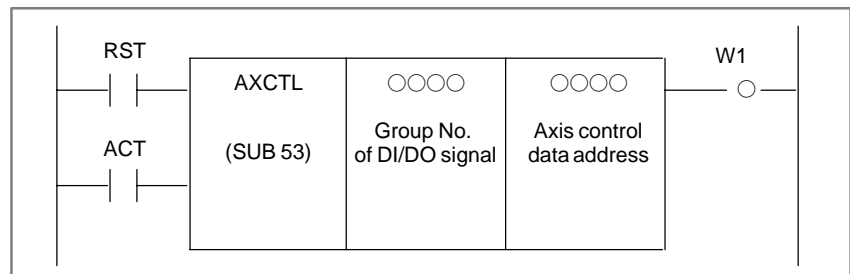 RST
W1
AXCTL
○○○○
○○○○
ACT
(SUB 53)
Group No.
of DI/DO signal
Axis control
data address